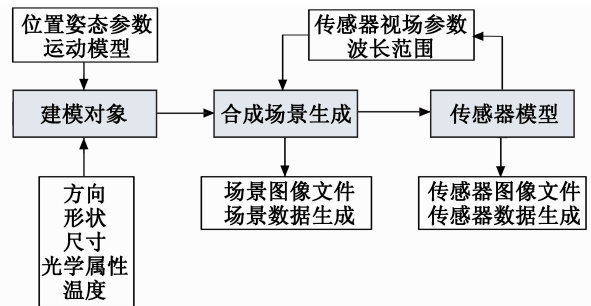 位置姿态参数
运动模型
传感器视场参数
波长范围
建模对象
合成场景生成
传感器模型
方向
形状
尺寸
光学属性
温度
场景图像文件
场景数据生成
传感器图像文件
传感器数据生成